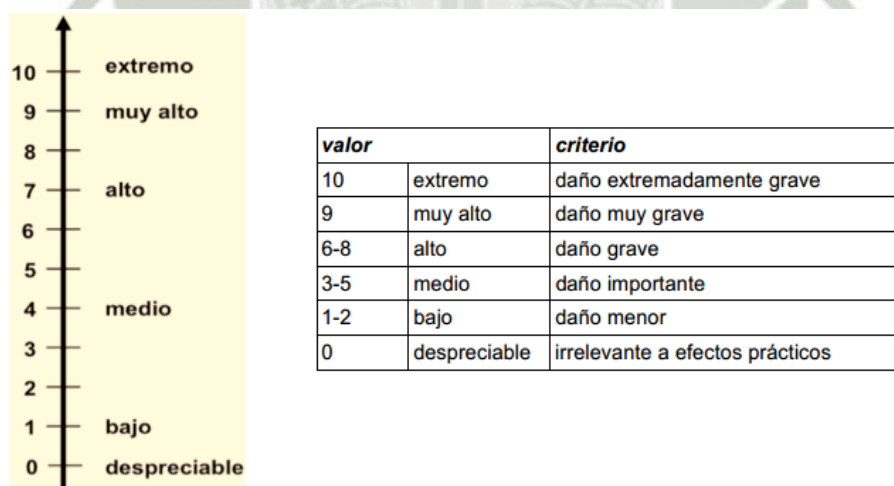 10 extremo
9 muy alto
8
7 alto
6
5
4 medio
3
2
1 bajo
0 despreciable
valor criterio
10 extremo daño extremadamente grave
9 muy alto daño muy grave
6-8 alto daño grave
3-5 medio daño importante
1-2 bajo daño menor
0 despreciable irrelevante a efectos prácticos